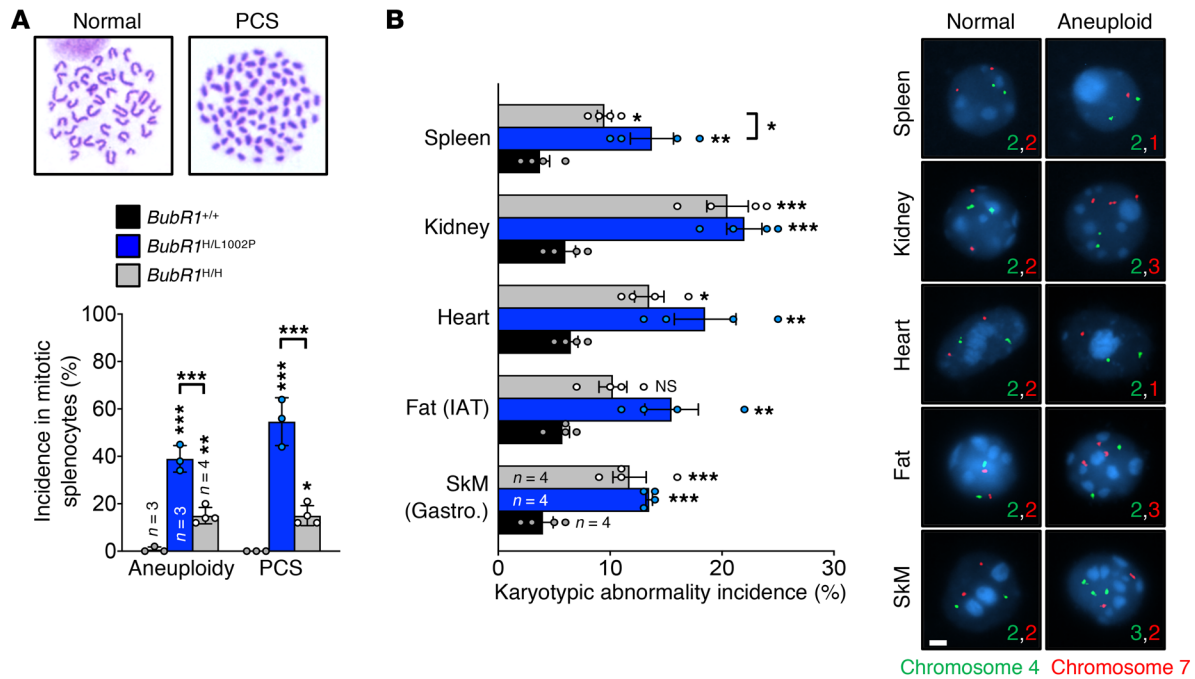 A
Normal
PCS
BubR1+/+
BubR1H/L1002P
BubR1H/H
Incidence in mitotic
splenocytes (%)
100
80
60
40
20
0
***
***
***
**
n = 3
n = 3
n = 4
***
***
*
Aneuploidy
PCS
B
Spleen
*
**
*
Kidney
***
***
Heart
*
**
Fat (IAT)
NS
**
SkM
(Gastro.)
n = 4
***
n = 4
***
n = 4
0
10
20
30
Karyotypic abnormality incidence (%)
Normal
Aneuploid
Spleen
2,2
2,1
Kidney
2,2
2,3
Heart
2,2
2,1
Fat
2,2
2,3
SkM
2,2
3,2
Chromosome 4
Chromosome 7